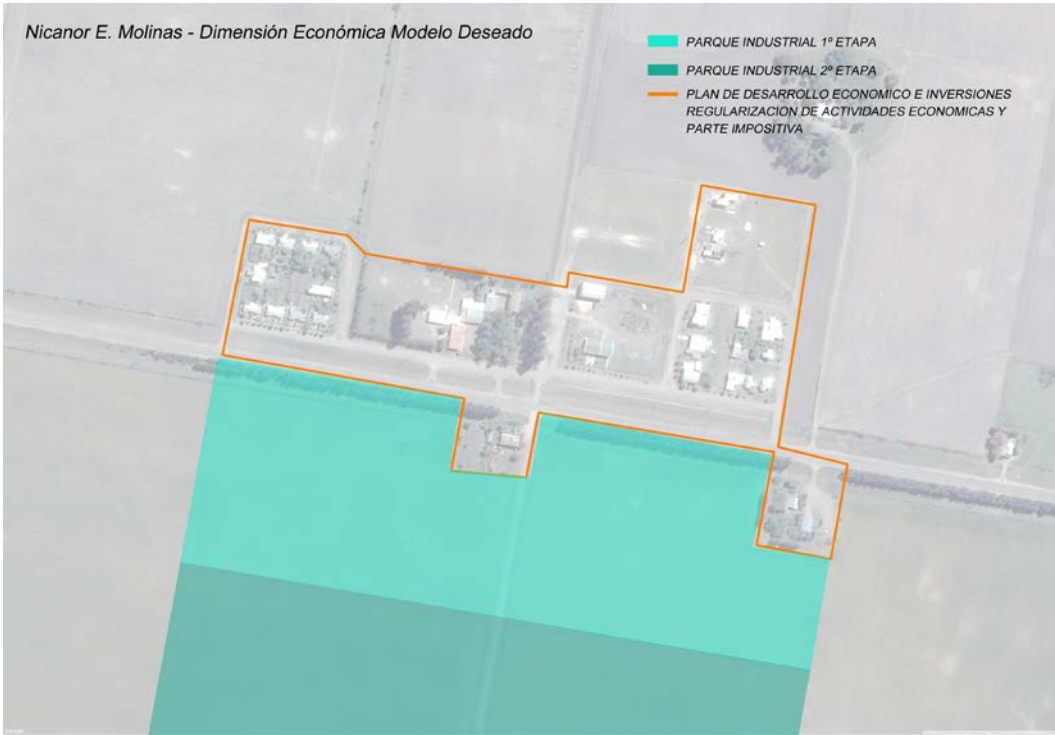 Nicanor E. Molinas - Dimensión Económica Modelo Deseado
PARQUE INDUSTRIAL 1º ETAPA
PARQUE INDUSTRIAL 2º ETAPA
PLAN DE DESARROLLO ECONOMICO E INVERSIONES
REGULARIZACION DE ACTIVIDADES ECONOMICAS Y
PARTE IMPOSITIVA
Google